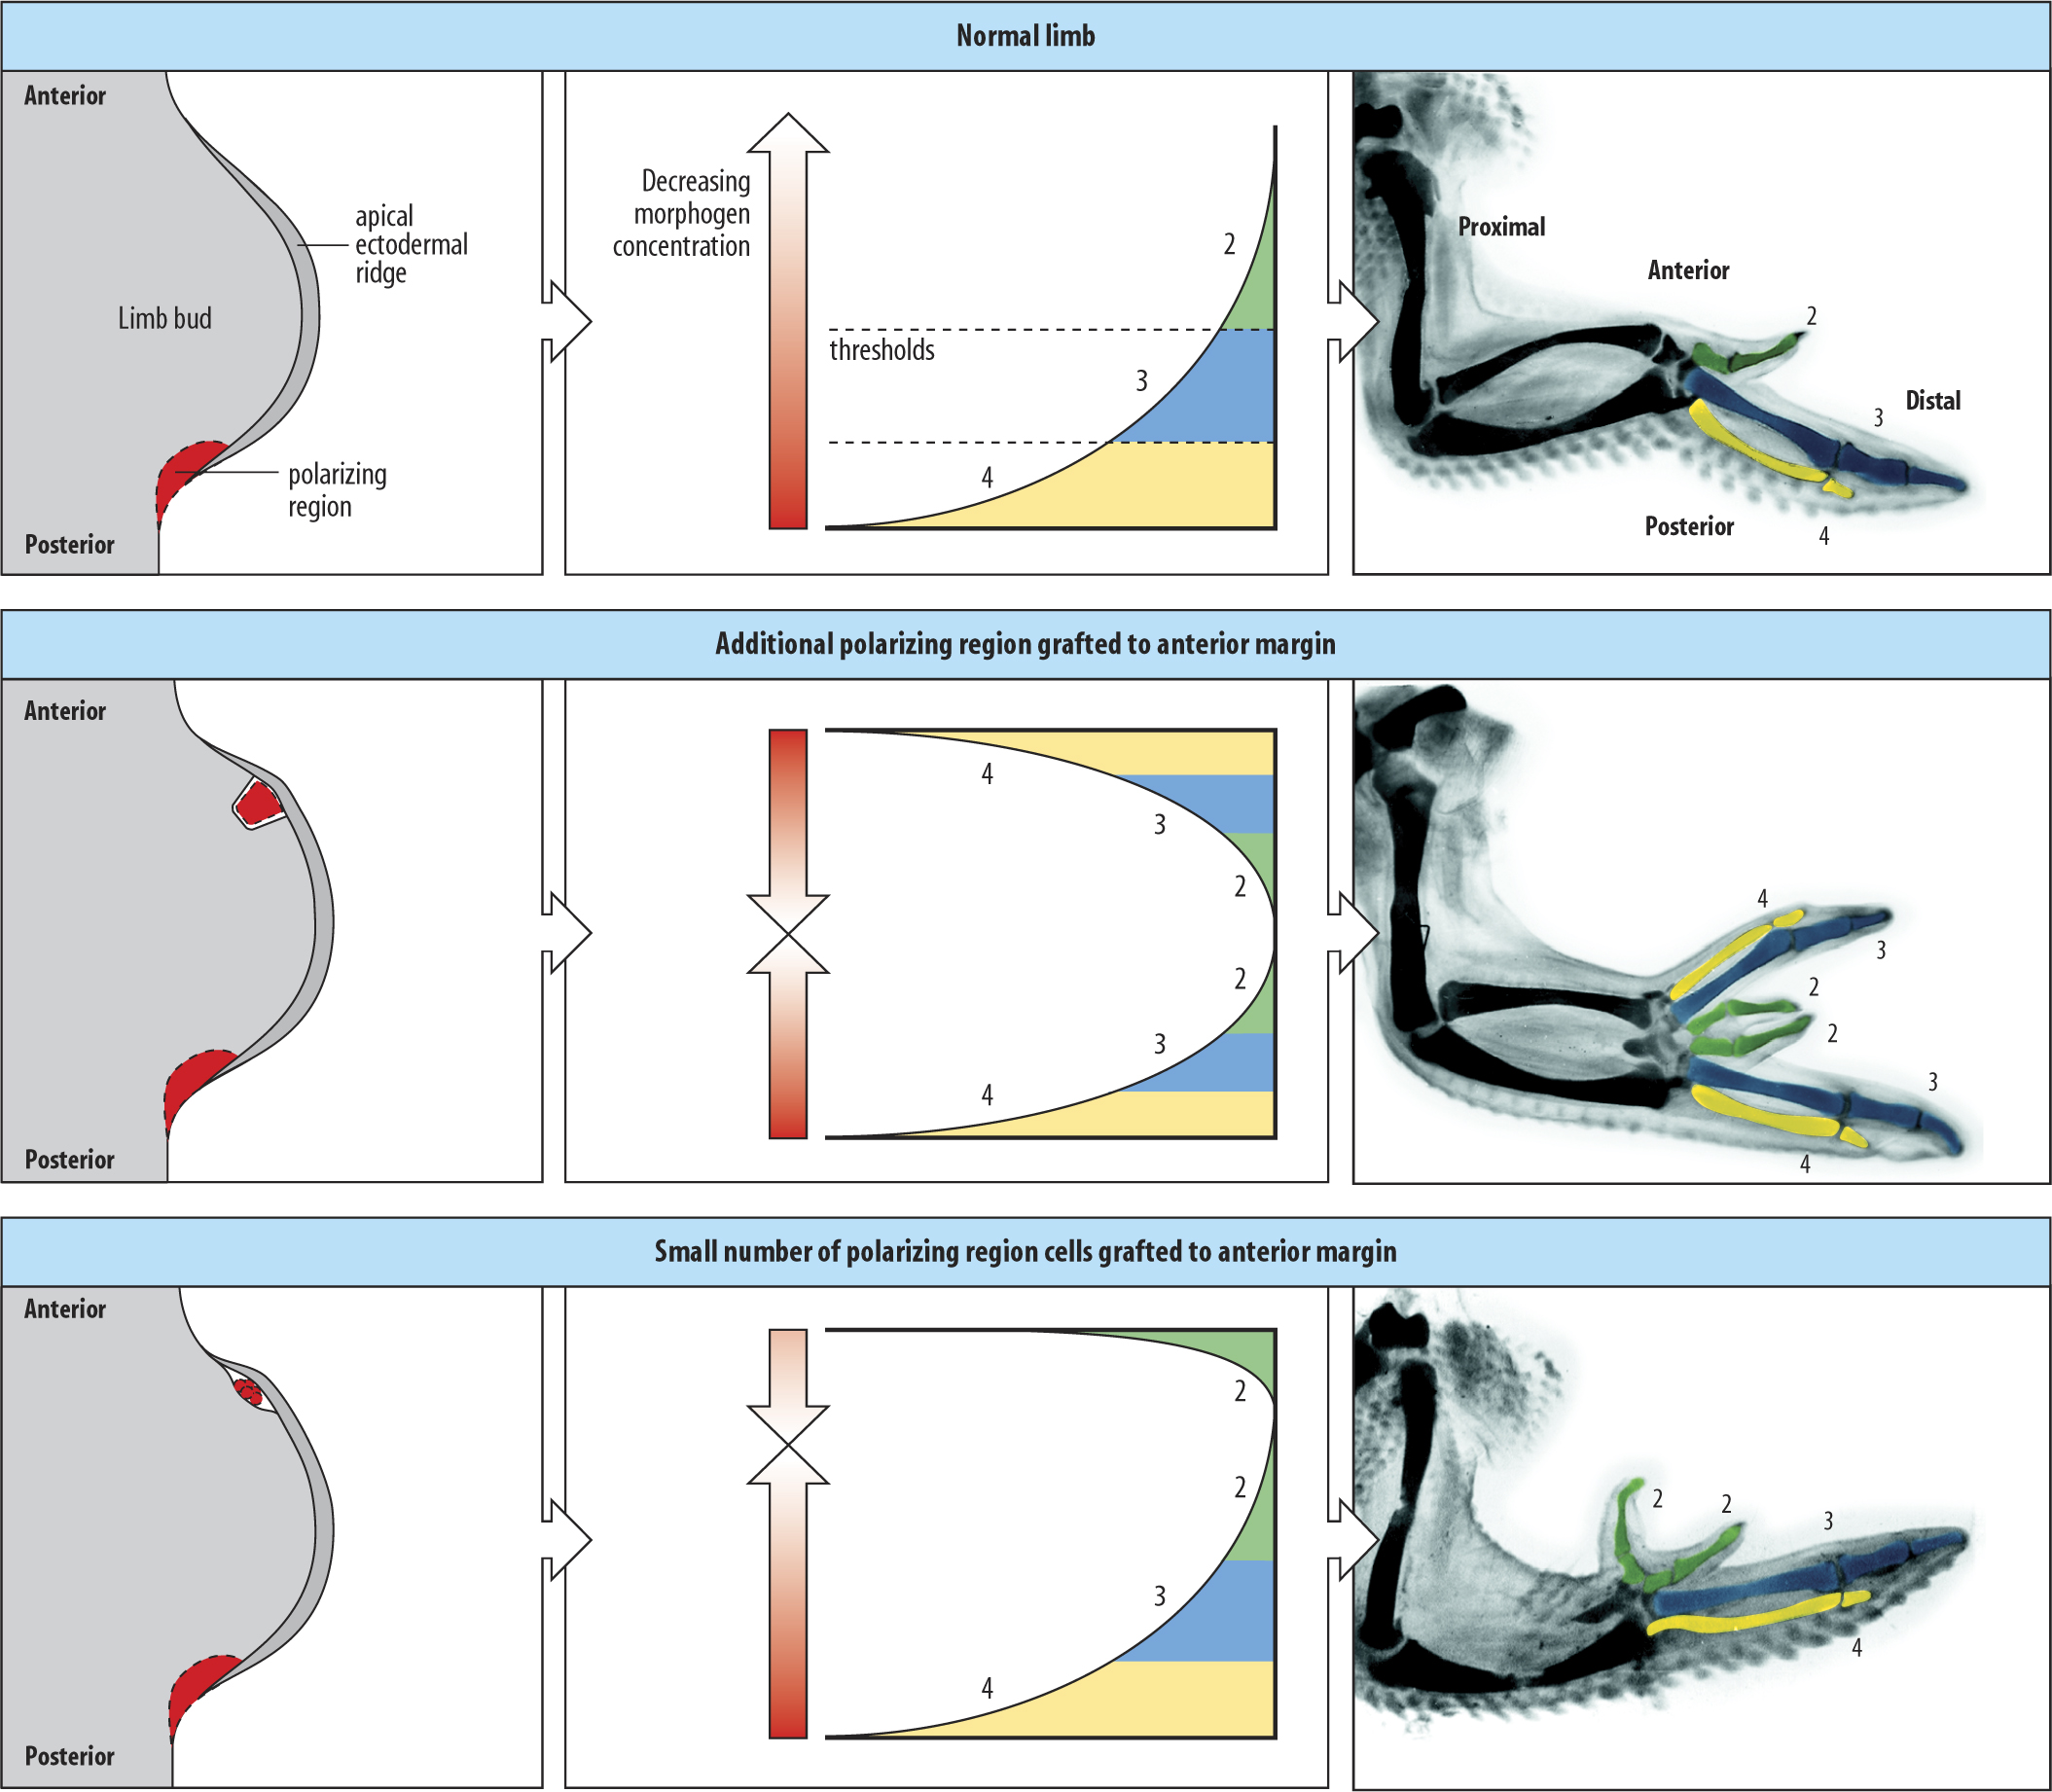 Normal limb
Anterior
apical
ectodermal
ridge
Limb bud
polarizing
region
Posterior
Decreasing
morphogen
concentration
2
thresholds
3
4
Proximal
Anterior
2
Distal
3
Posterior
4
Additional polarizing region grafted to anterior margin
Anterior
Posterior
4
3
2
2
3
4
4
3
2
2
3
4
Small number of polarizing region cells grafted to anterior margin
Anterior
Posterior
2
2
3
4
2
2
3
4